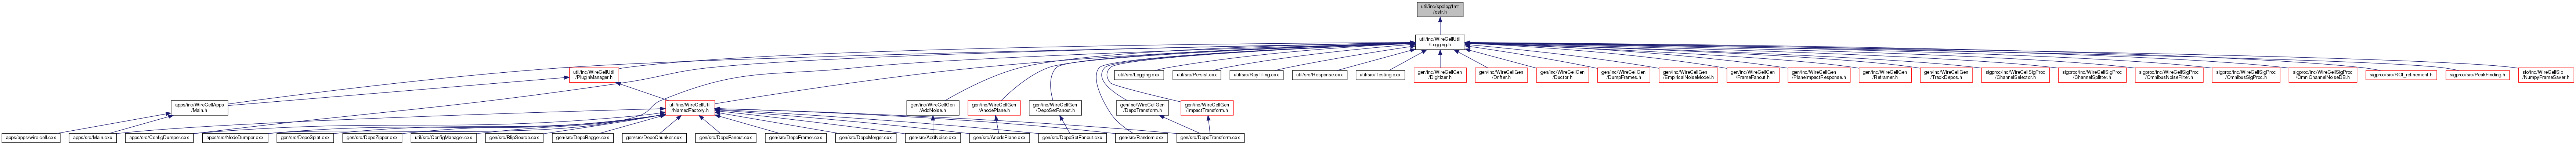 util/inc/spdlog/fmt
/ostr.h
util/inc/WireCellUtil
/Logging.h
util/inc/WireCellUtil
/PluginManager.h
util/src/Logging.cxx
util/src/Persist.cxx
util/src/RayTiling.cxx
util/src/Response.cxx
util/src/Testing.cxx
gen/inc/WireCellGen
/Digitizer.h
gen/inc/WireCellGen
/Drifter.h
gen/inc/WireCellGen
/Ductor.h
gen/inc/WireCellGen
/DumpFrames.h
gen/inc/WireCellGen
/EmpiricalNoiseModel.h
gen/inc/WireCellGen
/FrameFanout.h
gen/inc/WireCellGen
/PlaneImpactResponse.h
gen/inc/WireCellGen
/Reframer.h
gen/inc/WireCellGen
/TrackDepos.h
sigproc/inc/WireCellSigProc
/ChannelSelector.h
sigproc/inc/WireCellSigProc
/ChannelSplitter.h
sigproc/inc/WireCellSigProc
/OmnibusNoiseFilter.h
sigproc/inc/WireCellSigProc
/OmnibusSigProc.h
sigproc/inc/WireCellSigProc
/OmniChannelNoiseDB.h
sigproc/src/ROI_refinement.h
sigproc/src/PeakFinding.h
sio/inc/WireCellSio
/NumpyFrameSaver.h
apps/inc/WireCellApps
/Main.h
util/inc/WireCellUtil
/NamedFactory.h
gen/inc/WireCellGen
/AddNoise.h
gen/inc/WireCellGen
/AnodePlane.h
gen/inc/WireCellGen
/DepoSetFanout.h
gen/inc/WireCellGen
/DepoTransform.h
gen/inc/WireCellGen
/ImpactTransform.h
apps/apps/wire-cell.cxx
apps/src/Main.cxx
apps/src/ConfigDumper.cxx
apps/src/NodeDumper.cxx
gen/src/DepoSplat.cxx
gen/src/DepoZipper.cxx
util/src/ConfigManager.cxx
gen/src/BlipSource.cxx
gen/src/DepoBagger.cxx
gen/src/DepoChunker.cxx
gen/src/DepoFanout.cxx
gen/src/DepoFramer.cxx
gen/src/DepoMerger.cxx
gen/src/AddNoise.cxx
gen/src/AnodePlane.cxx
gen/src/DepoSetFanout.cxx
gen/src/Random.cxx
gen/src/DepoTransform.cxx